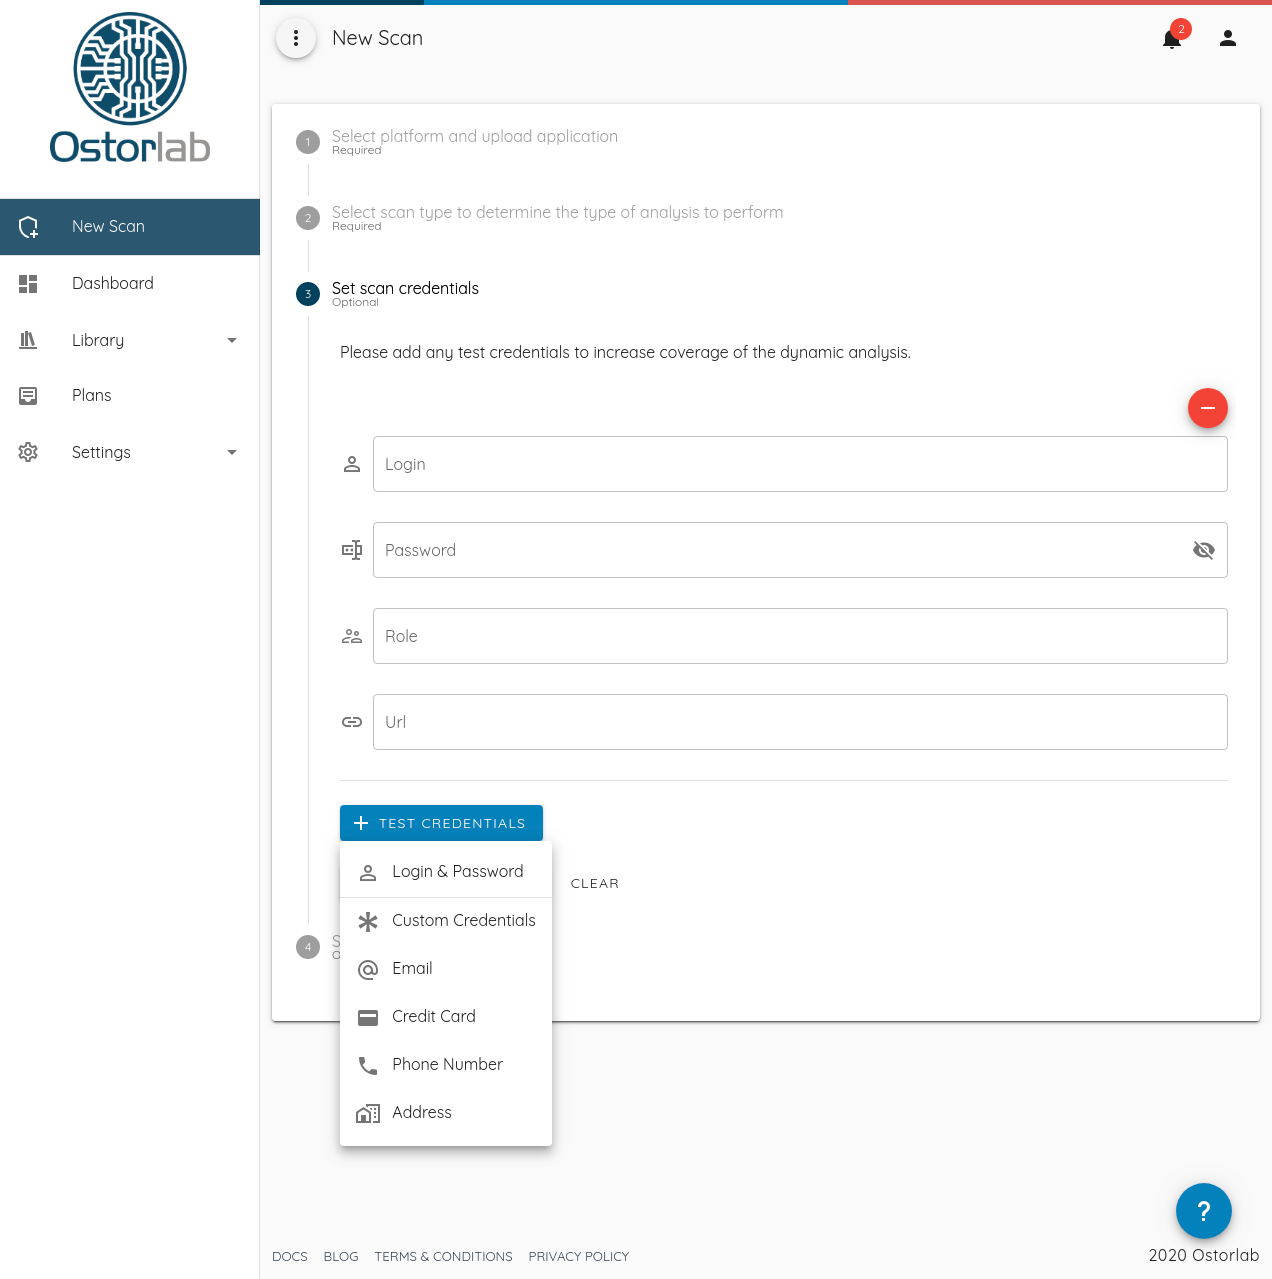 Ostorlab
New Scan
Dashboard
Library
Plans
Settings
New Scan
2
1
Select platform and upload application
Required
2
Select scan type to determine the type of analysis to perform
Required
3
Set scan credentials
Optional
Please add any test credentials to increase coverage of the dynamic analysis.
Login
Password
Role
Url
TEST CREDENTIALS
Login & Password
CLEAR
Custom Credentials
4
Email
Credit Card
Phone Number
Address
?
DOCS BLOG TERMS & CONDITIONS PRIVACY POLICY
2020 Ostorlab